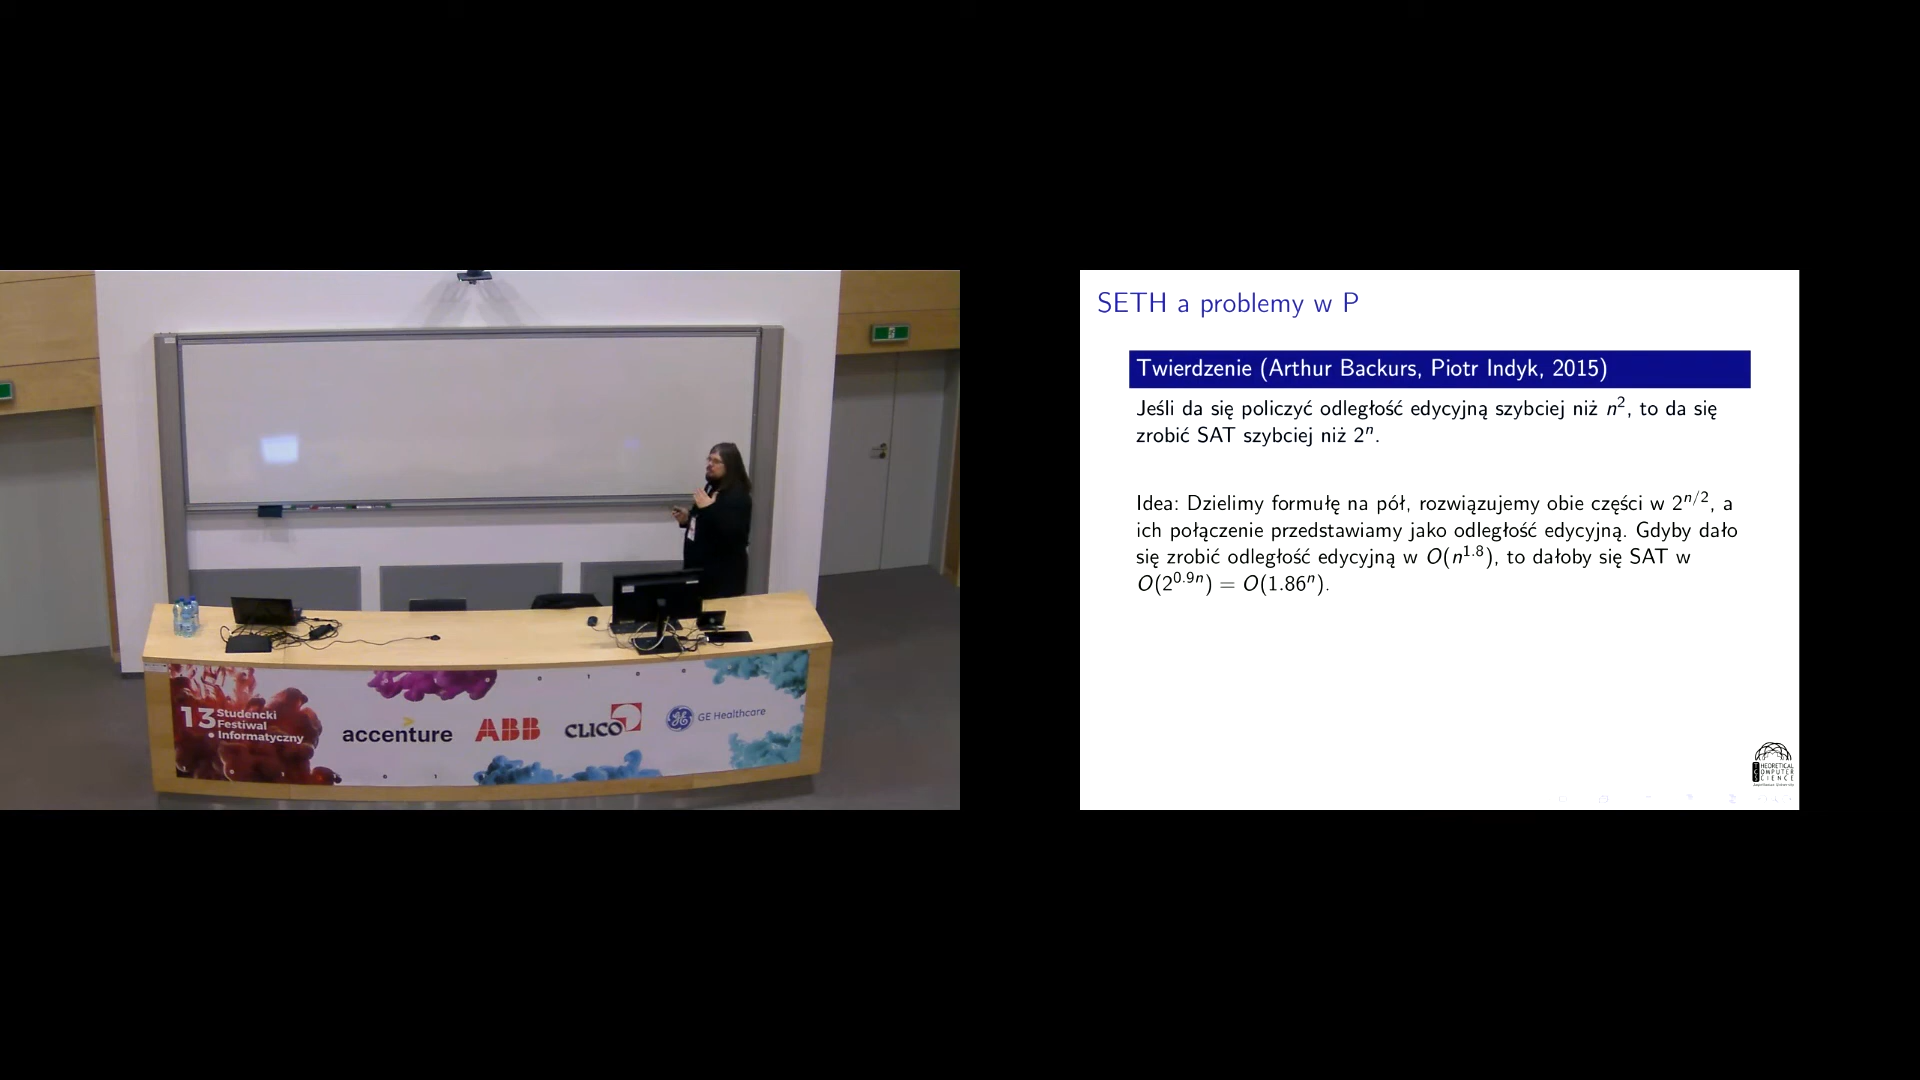 SETH a problemy w P
Twierdzenie (Arthur Backurs, Piotr Indyk, 2015)
Jeśli da się policzyć odległość edycyjną szybciej niż n², to da się
zrobić SAT szybciej niż 2ⁿ.
Idea: Dzielimy formułę na pół, rozwiązujemy obie części w 2^{n/2}, a
ich połączenie przedstawiamy jako odległość edycyjną. Gdyby dało
się zrobić odległość edycyjną w O(n^{1.8}), to dałoby się SAT w
O(2^{0.9n}) = O(1.86ⁿ).
THEORETICAL
COMPUTER
SCIENCE
13 Studencki
Festiwal
Informatyczny
accenture
ABB
CLICO
GE Healthcare